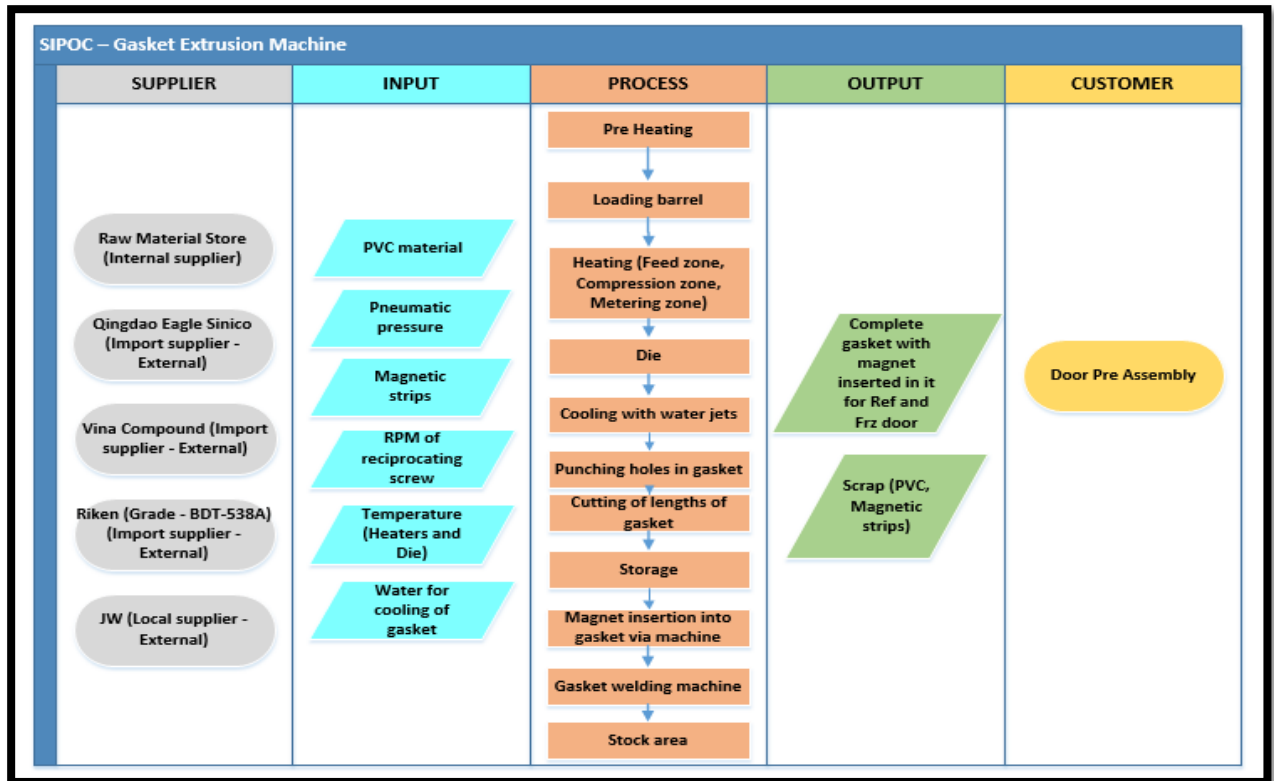 SIPOC – Gasket Extrusion Machine
SUPPLIER
INPUT
PROCESS
OUTPUT
CUSTOMER
Raw Material Store
(Internal supplier)
Qingdao Eagle Sinico
(Import supplier -
External)
Vina Compound (Import
supplier - External)
Riken (Grade - BDT-538A)
(Import supplier -
External)
JW (Local supplier -
External)
PVC material
Pneumatic
pressure
Magnetic
strips
RPM of
reciprocating
screw
Temperature
(Heaters and
Die)
Water for
cooling of
gasket
Pre Heating
Loading barrel
Heating (Feed zone,
Compression zone,
Metering zone)
Die
Cooling with water jets
Punching holes in gasket
Cutting of lengths of
gasket
Storage
Magnet insertion into
gasket via machine
Gasket welding machine
Stock area
Complete
gasket with
magnet
inserted in it
for Ref and
Frz door
Scrap (PVC,
Magnetic
strips)
Door Pre Assembly